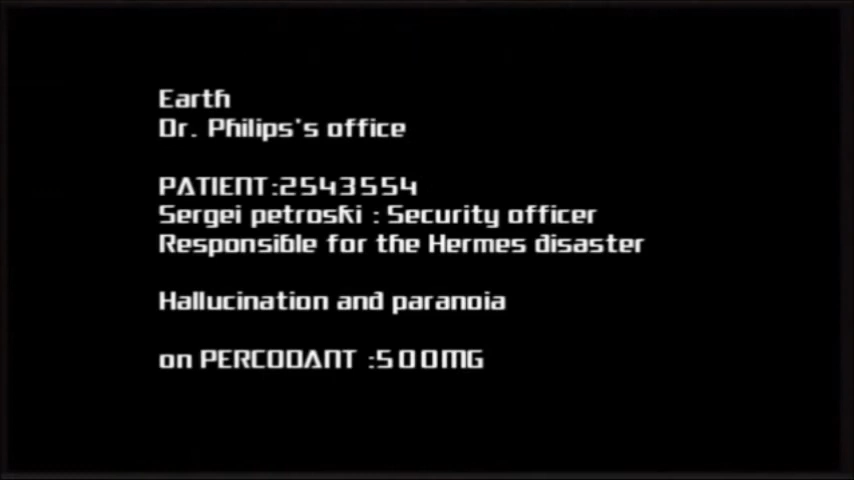 Earth
Dr. Philips's office
PATIENT:2543554
Sergei petroski : Security officer
Responsible for the Hermes disaster
Hallucination and paranoia
on PERCODANT :500MG